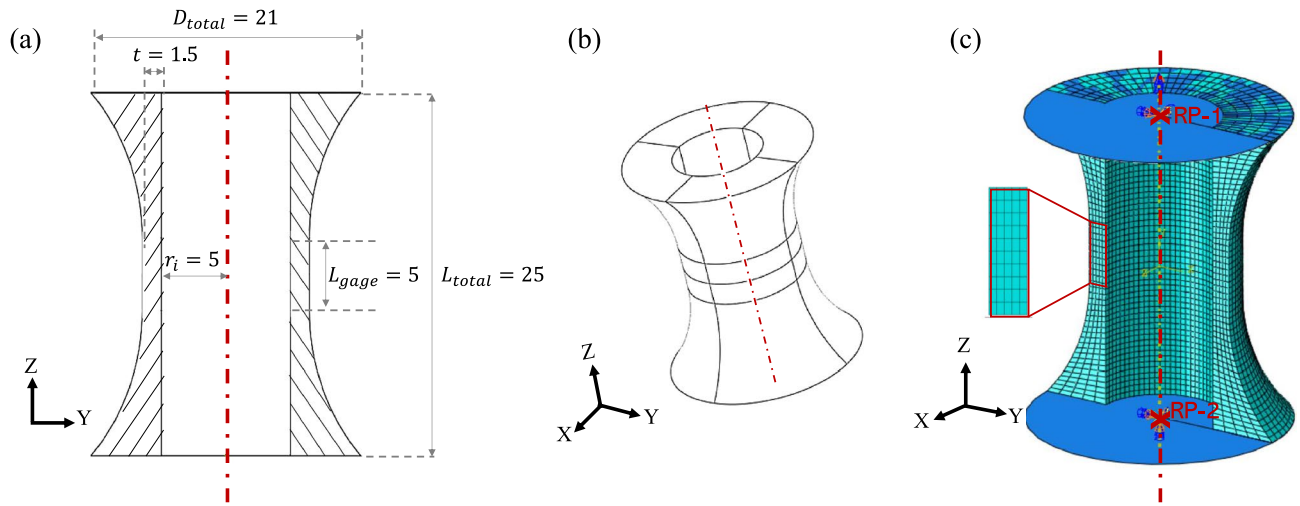 (a)
D_total = 21
t = 1.5
r_i = 5
L_gage = 5
L_total = 25
Z
Y
(b)
Z
Y
X
(c)
RP-1
RP-2
Z
Y
X